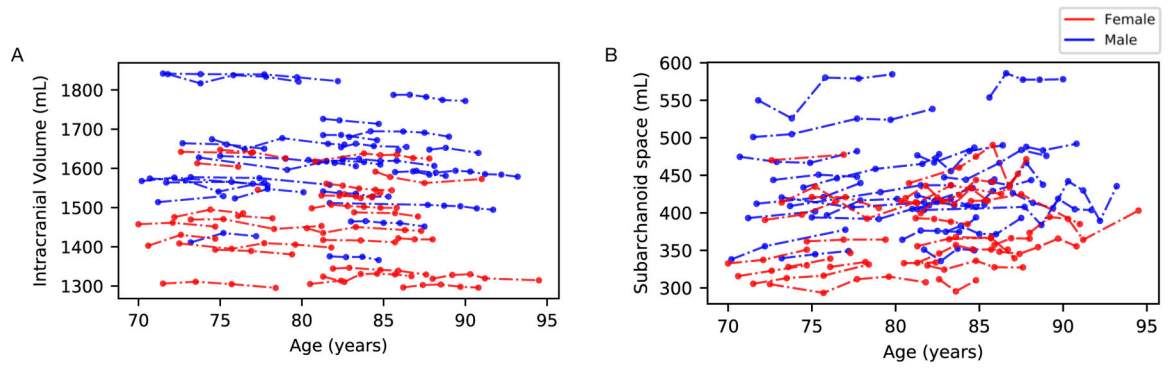 Female
Male
A
B
Intracranial Volume (mL)
1800
1700
1600
1500
1400
1300
70 75 80 85 90 95
Age (years)
Subarchanoid space (mL)
600
550
500
450
400
350
300
70 75 80 85 90 95
Age (years)